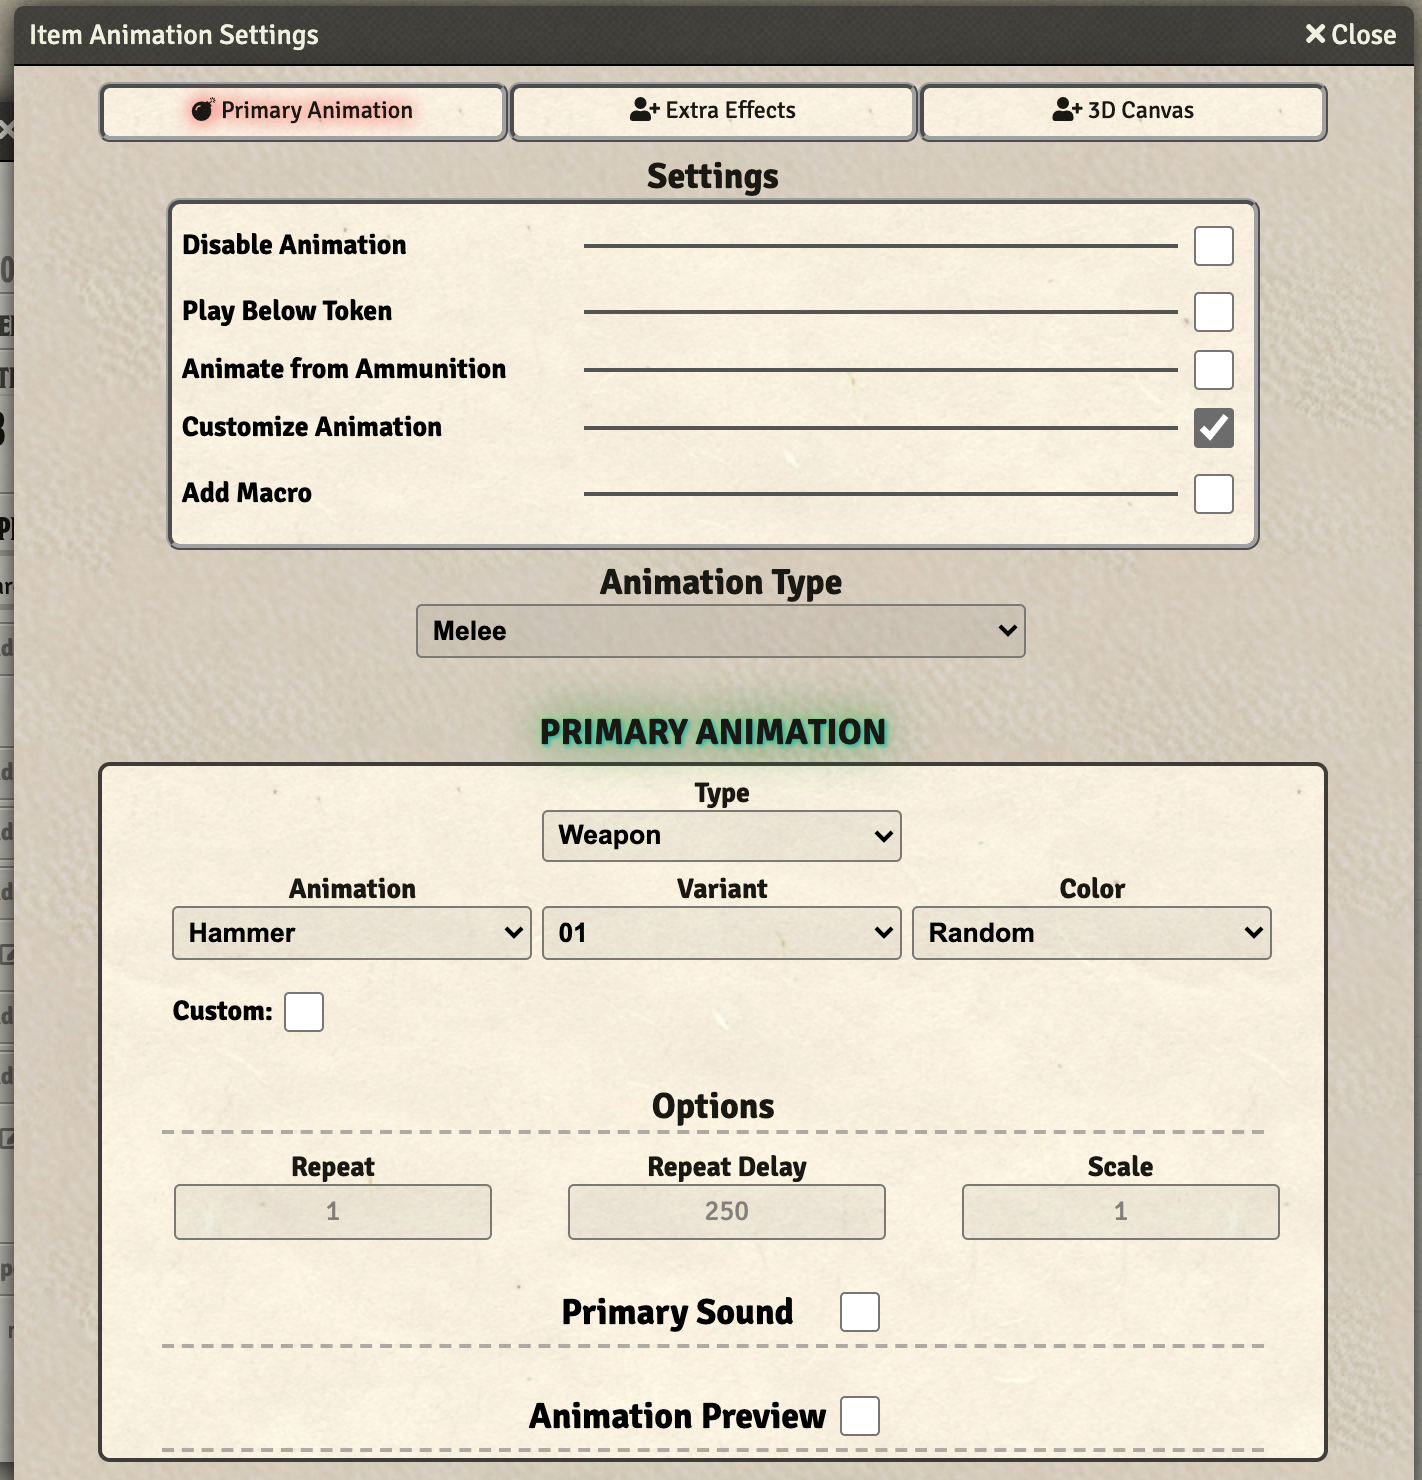 Item Animation Settings
Close
Primary Animation
Extra Effects
3D Canvas
Settings
Disable Animation
Play Below Token
Animate from Ammunition
Customize Animation
Add Macro
Animation Type
Melee
PRIMARY ANIMATION
Type
Weapon
Animation
Variant
Color
Hammer
01
Random
Custom:
Options
Repeat
Repeat Delay
Scale
1
250
1
Primary Sound
Animation Preview